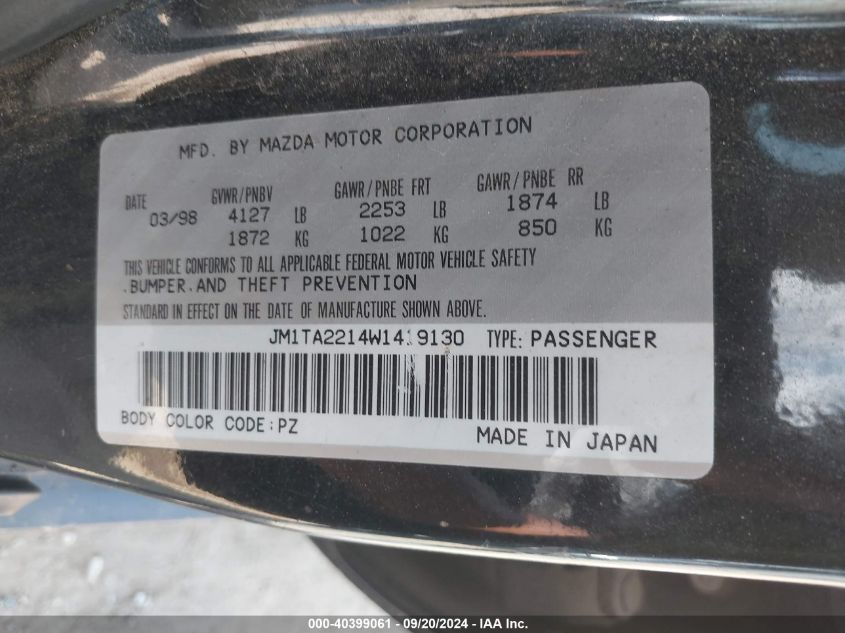 MFD. BY MAZDA MOTOR CORPORATION
DATE GVWR/PNBV GAWR/PNBE FRT GAWR/PNBE RR
03/98 4127 LB 2253 LB 1874 LB
1872 KG 1022 KG 850 KG
THIS VEHICLE CONFORMS TO ALL APPLICABLE FEDERAL MOTOR VEHICLE SAFETY
.BUMPER.AND THEFT PREVENTION
STANDARD IN EFFECT ON THE DATE OF MANUFACTURE SHOWN ABOVE.
JM1TA2214W1419130 TYPE: PASSENGER
BODY COLOR CODE:PZ
MADE IN JAPAN
000-40399061 - 09/20/2024 - IAA Inc.